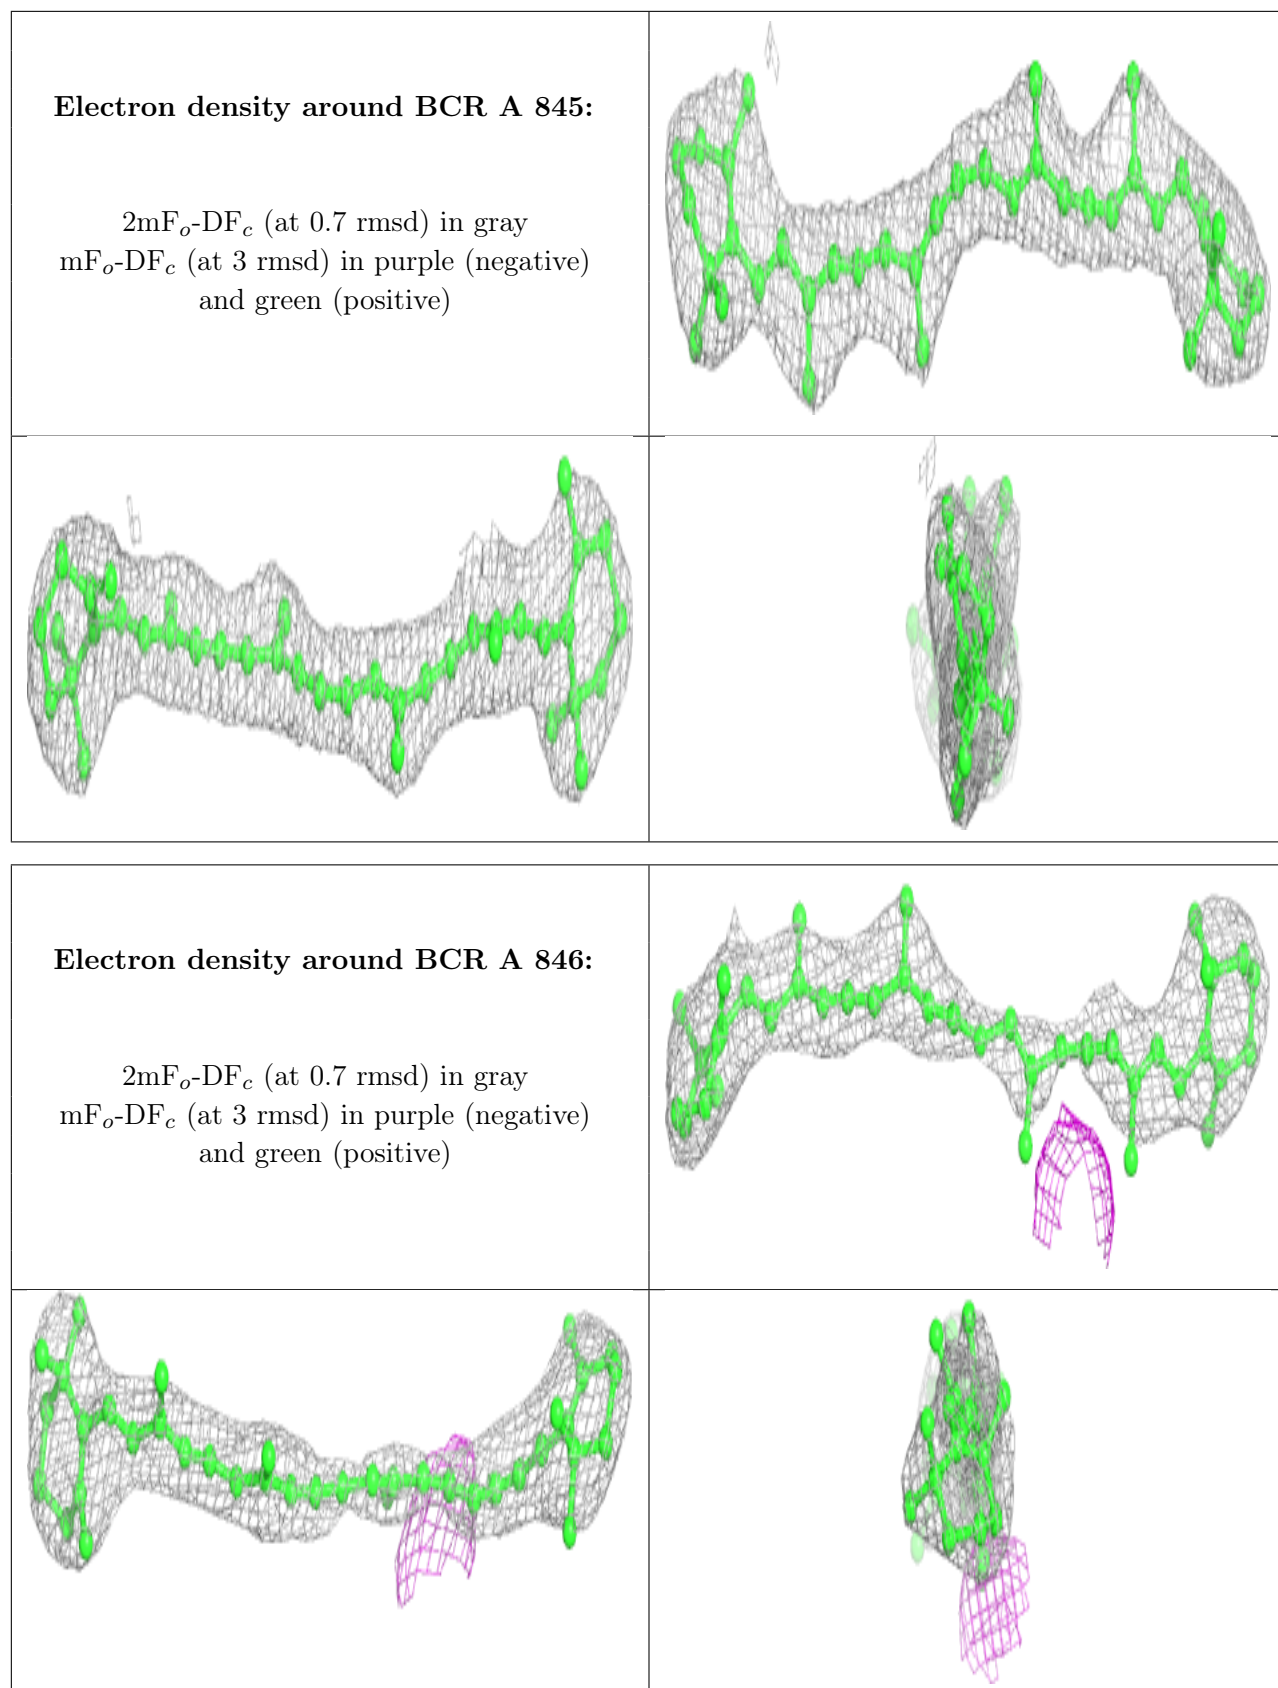 Electron density around BCR A 845:
2mFo-DFc (at 0.7 rmsd) in gray
mFo-DFc (at 3 rmsd) in purple (negative)
and green (positive)
Electron density around BCR A 846:
2mFo-DFc (at 0.7 rmsd) in gray
mFo-DFc (at 3 rmsd) in purple (negative)
and green (positive)